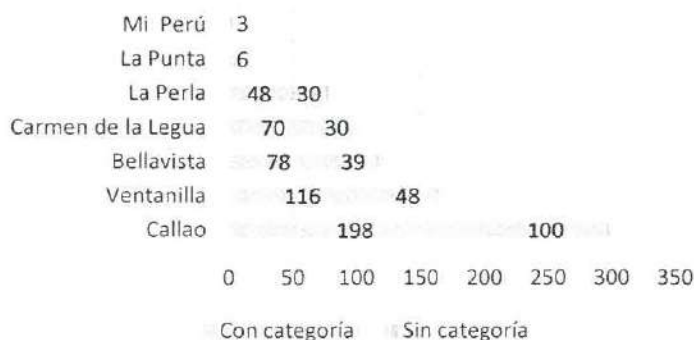 Mi Perú 3
La Punta 6
La Perla 48 30
Carmen de la Legua 70 30
Bellavista 78 39
Ventanilla 116 48
Callao 198 100
0 50 100 150 200 250 300 350
Con categoría Sin categoría